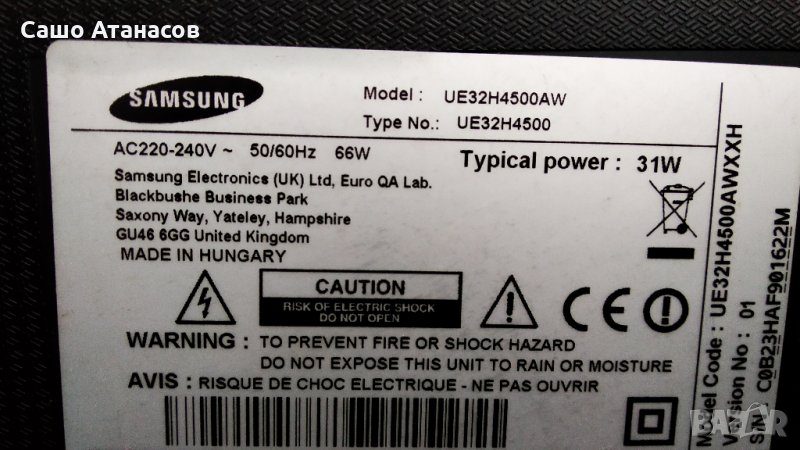 Сашо Атанасов
SAMSUNG
Model : UE32H4500AW
Type No.: UE32H4500
AC220-240V ~ 50/60Hz 66W
Typical power : 31W
Samsung Electronics (UK) Ltd, Euro QA Lab.
Blackbushe Business Park
Saxony Way, Yateley, Hampshire
GU46 6GG United Kingdom
MADE IN HUNGARY
CAUTION
RISK OF ELECTRIC SHOCK
DO NOT OPEN
CE
WARNING : TO PREVENT FIRE OR SHOCK HAZARD
DO NOT EXPOSE THIS UNIT TO RAIN OR MOISTURE
AVIS : RISQUE DE CHOC ELECTRIQUE - NE PAS OUVRIR
Model Code : UE32H4500AWXXH
Version No : 01
S/N : C0B23HAF901622M
BAZAR